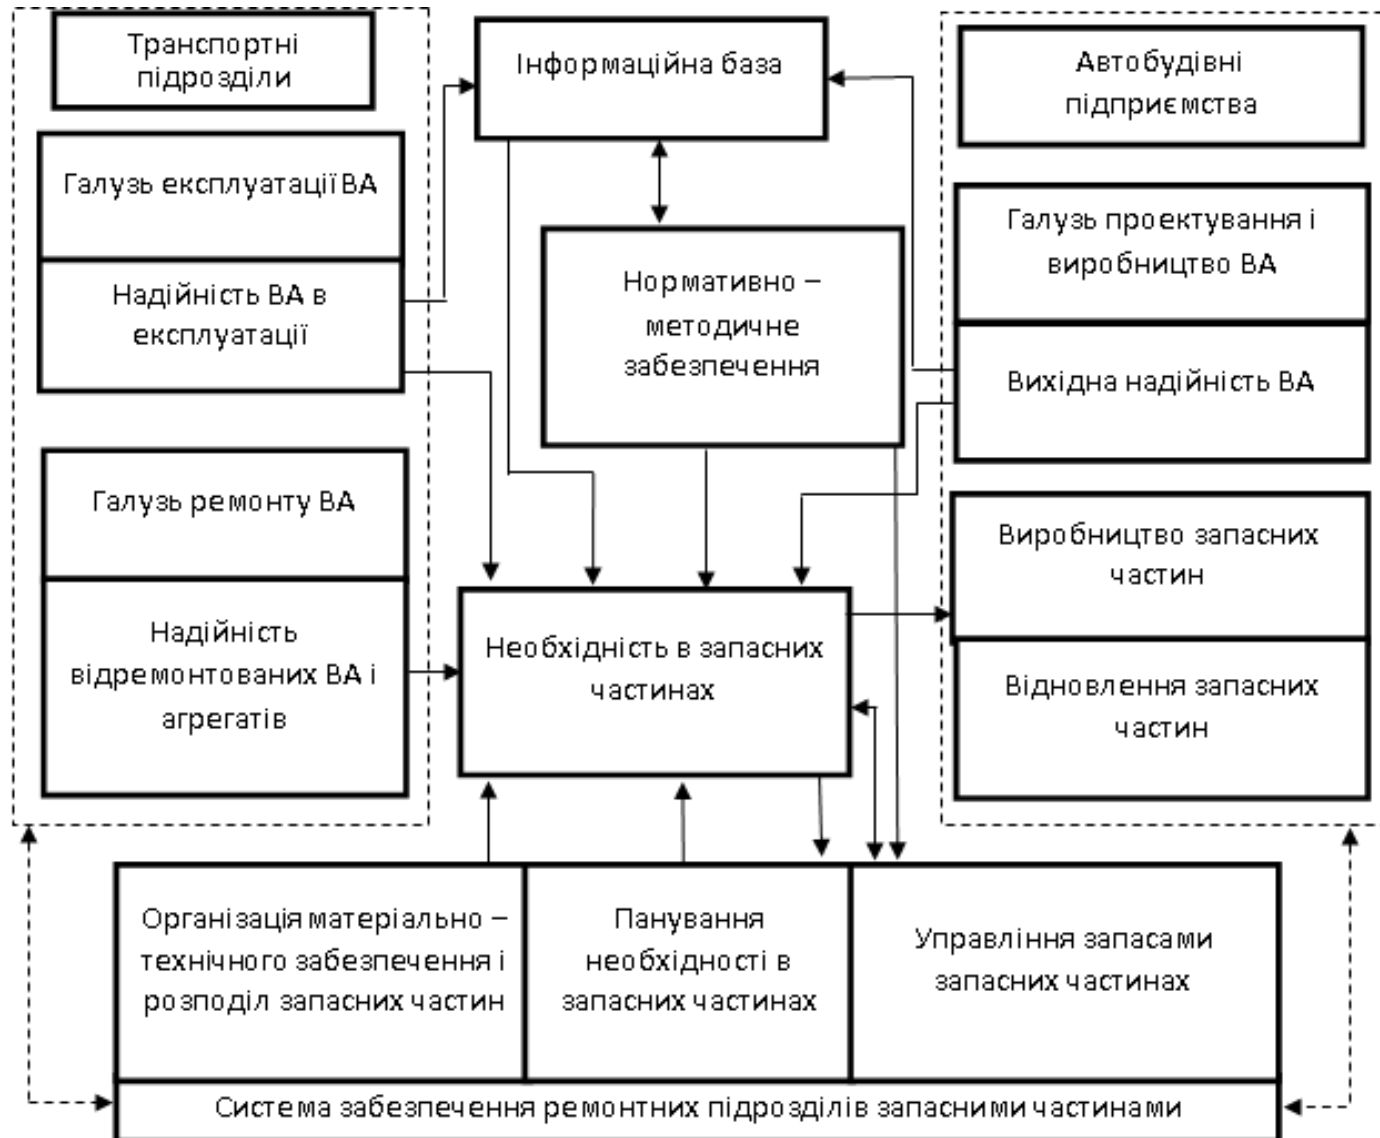 Транспортні
підрозділи
Галузь експлуатації ВА
Надійність ВА в
експлуатації
Галузь ремонту ВА
Надійність
відремонтованих ВА і
агрегатів
Інформаційна база
Нормативно –
методичне
забезпечення
Необхідність в запасних
частинах
Автобудівні
підприємства
Галузь проектування і
виробництво ВА
Вихідна надійність ВА
Виробництво запасних
частин
Відновлення запасних
частин
Організація матеріально –
технічного забезпечення і
розподіл запасних частин
Панування
необхідності в
запасних частинах
Управління запасами
запасних частинах
Система забезпечення ремонтних підрозділів запасними частинами